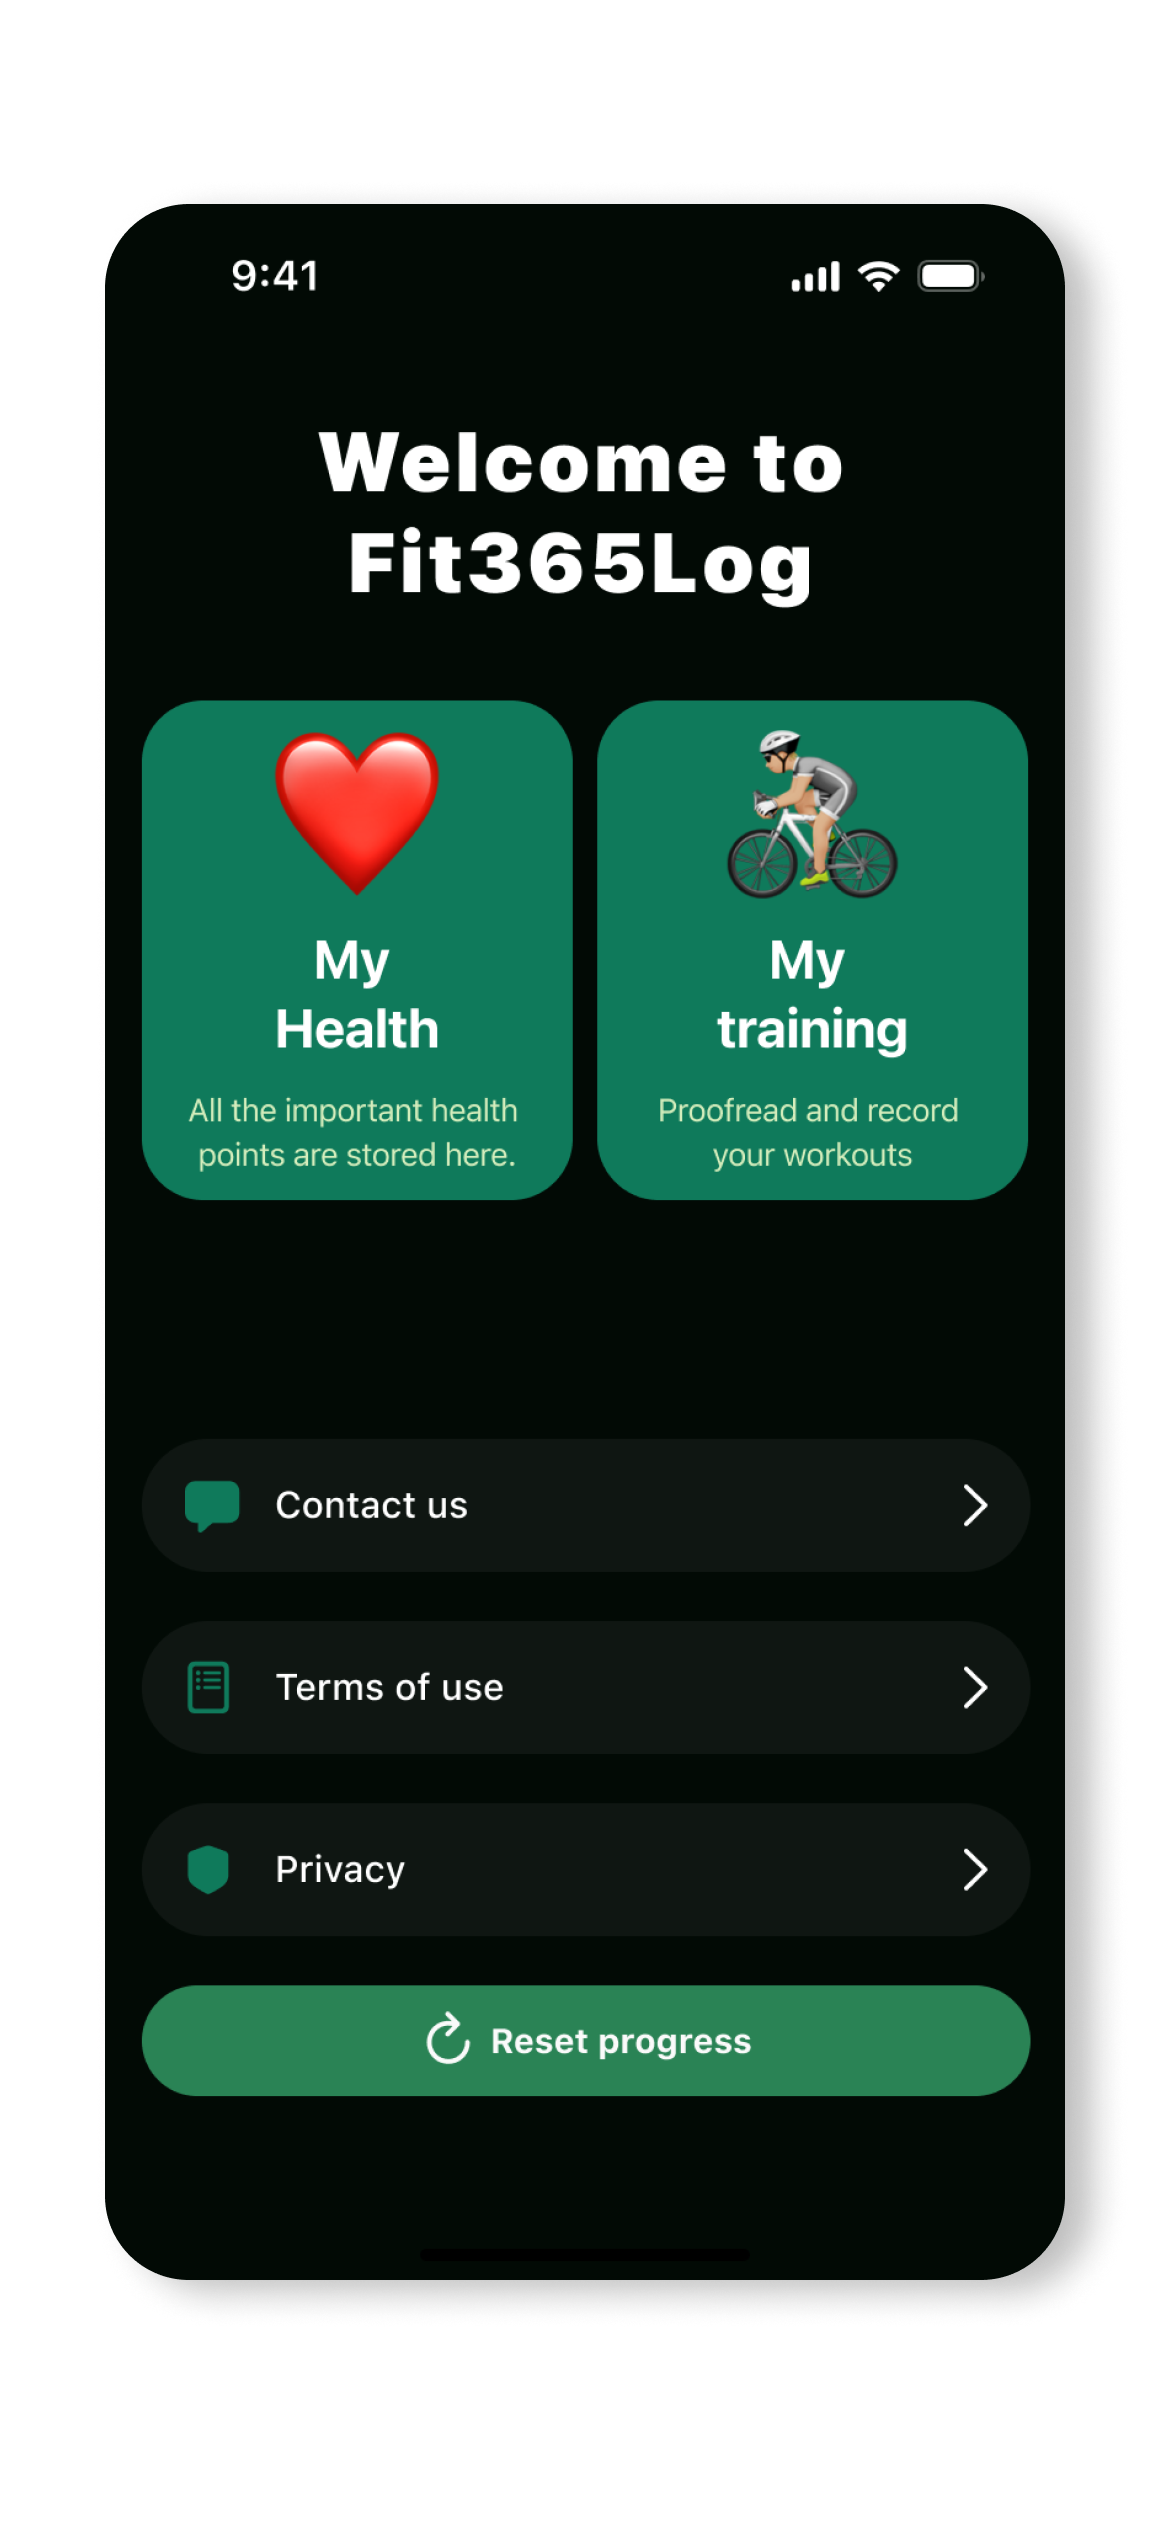 9:41
Welcome to
Fit365Log
My
Health
All the important health
points are stored here.
My
training
Proofread and record
your workouts
Contact us
Terms of use
Privacy
Reset progress